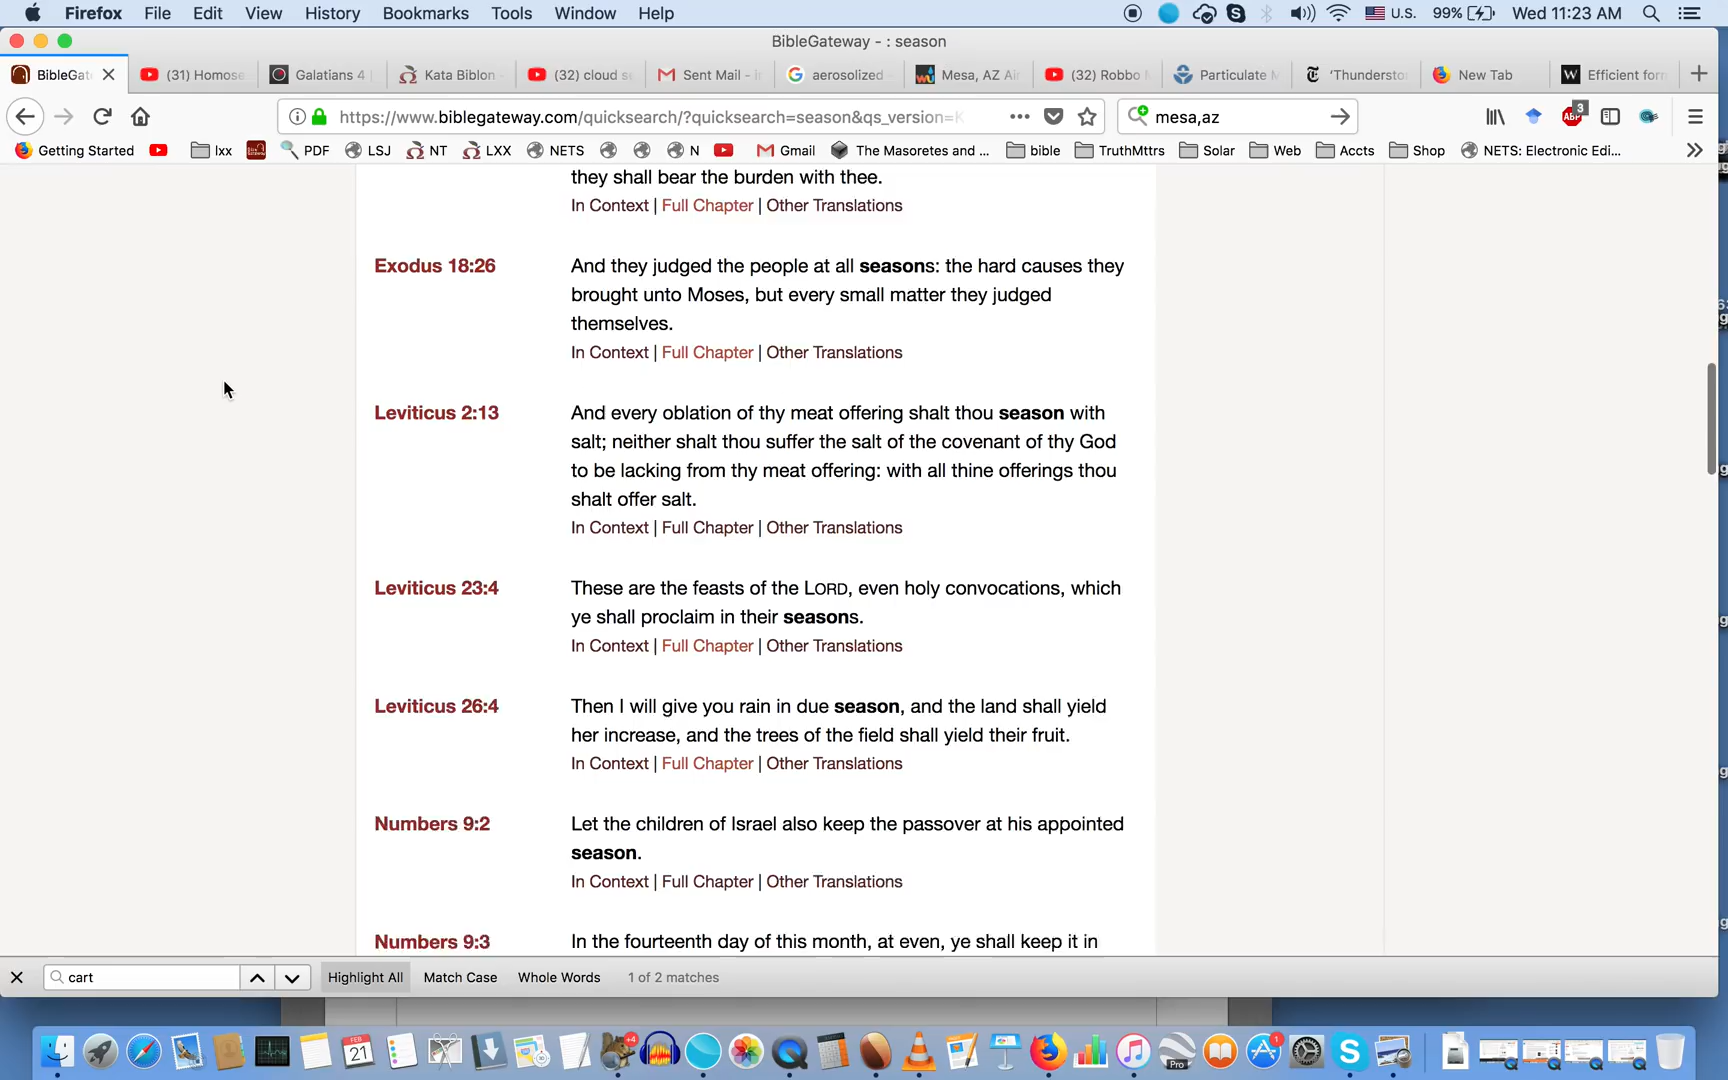 Firefox File Edit View History Bookmarks Tools Window Help
U.S. 99% Wed 11:23 AM
BibleGateway - : season
BibleGat
(31) Homose
Galatians 4
Kata Biblon
(32) cloud s
Sent Mail - i
aerosolized
Mesa, AZ Ai
(32) Robbo
Particulate M
'Thundersto
New Tab
Efficient for
https://www.biblegateway.com/quicksearch/?quicksearch=season&qs_version=K
mesa,az
3
ABP
Getting Started lxx PDF LSJ NT LXX NETS N Gmail The Masoretes and ... bible TruthMttrs Solar Web Accts Shop NETS: Electronic Edi...
they shall bear the burden with thee.
In Context | Full Chapter | Other Translations
Exodus 18:26 And they judged the people at all seasons: the hard causes they
brought unto Moses, but every small matter they judged
themselves.
In Context | Full Chapter | Other Translations
Leviticus 2:13 And every oblation of thy meat offering shalt thou season with
salt; neither shalt thou suffer the salt of the covenant of thy God
to be lacking from thy meat offering: with all thine offerings thou
shalt offer salt.
In Context | Full Chapter | Other Translations
Leviticus 23:4 These are the feasts of the LORD, even holy convocations, which
ye shall proclaim in their seasons.
In Context | Full Chapter | Other Translations
Leviticus 26:4 Then I will give you rain in due season, and the land shall yield
her increase, and the trees of the field shall yield their fruit.
In Context | Full Chapter | Other Translations
Numbers 9:2 Let the children of Israel also keep the passover at his appointed
season.
In Context | Full Chapter | Other Translations
Numbers 9:3 In the fourteenth day of this month, at even, ye shall keep it in
cart Highlight All Match Case Whole Words 1 of 2 matches
FEB
21
+4
Pro
1